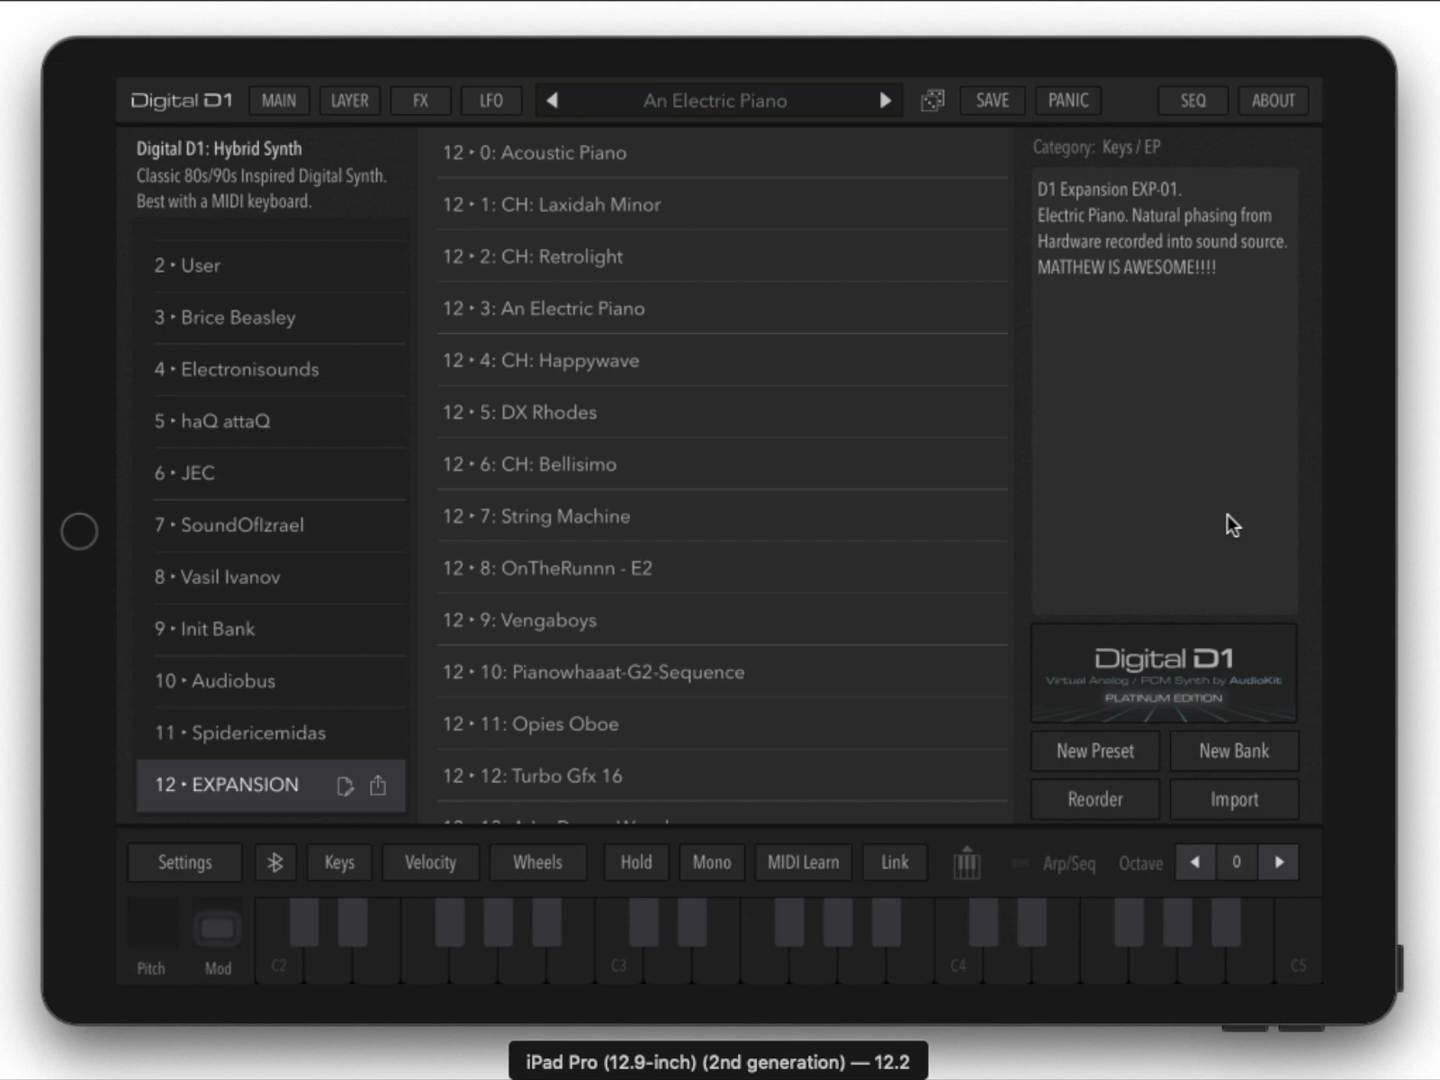 Digital D1 MAIN LAYER FX LFO An Electric Piano SAVE PANIC SEQ ABOUT
Digital D1: Hybrid Synth
Classic 80s/90s Inspired Digital Synth.
Best with a MIDI keyboard.
2 • User
3 • Brice Beasley
4 • Electronisounds
5 • haQ attaQ
6 • JEC
7 • SoundOfIzrael
8 • Vasil Ivanov
9 • Init Bank
10 • Audiobus
11 • Spidericemidas
12 • EXPANSION
12 • 0: Acoustic Piano
12 • 1: CH: Laxidah Minor
12 • 2: CH: Retrolight
12 • 3: An Electric Piano
12 • 4: CH: Happywave
12 • 5: DX Rhodes
12 • 6: CH: Bellisimo
12 • 7: String Machine
12 • 8: OnTheRunnn - E2
12 • 9: Vengaboys
12 • 10: Pianowhaaat-G2-Sequence
12 • 11: Opies Oboe
12 • 12: Turbo Gfx 16
Category: Keys / EP
D1 Expansion EXP-01.
Electric Piano. Natural phasing from
Hardware recorded into sound source.
MATTHEW IS AWESOME!!!!
Digital D1
Virtual Analog / PCM Synth by AudioKit
PLATINUM EDITION
New Preset New Bank
Reorder Import
Settings Keys Velocity Wheels Hold Mono MIDI Learn Link Arp/Seq Octave 0
Pitch Mod C2 C3 C4 C5
iPad Pro (12.9-inch) (2nd generation) — 12.2